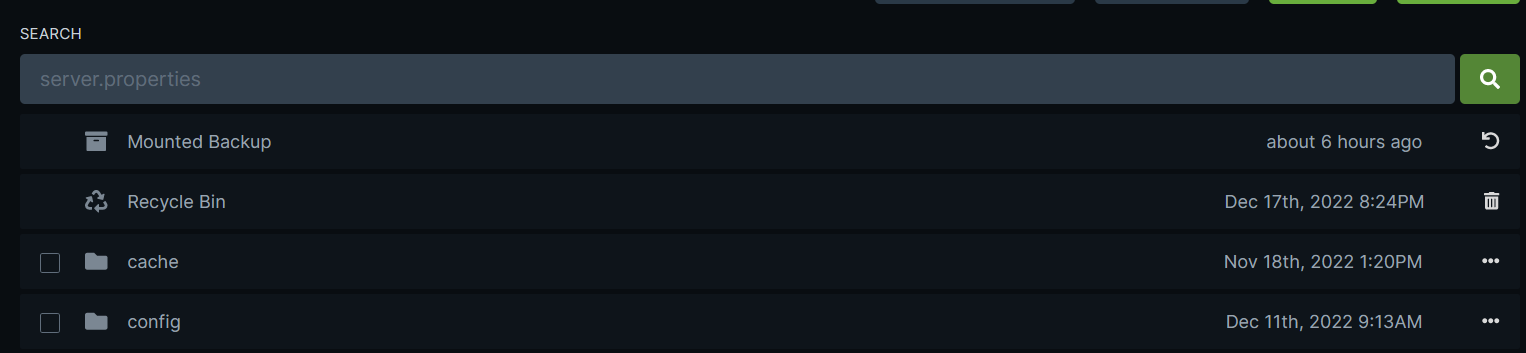 SEARCH
server.properties
Mounted Backup about 6 hours ago
Recycle Bin Dec 17th, 2022 8:24PM
cache Nov 18th, 2022 1:20PM
config Dec 11th, 2022 9:13AM